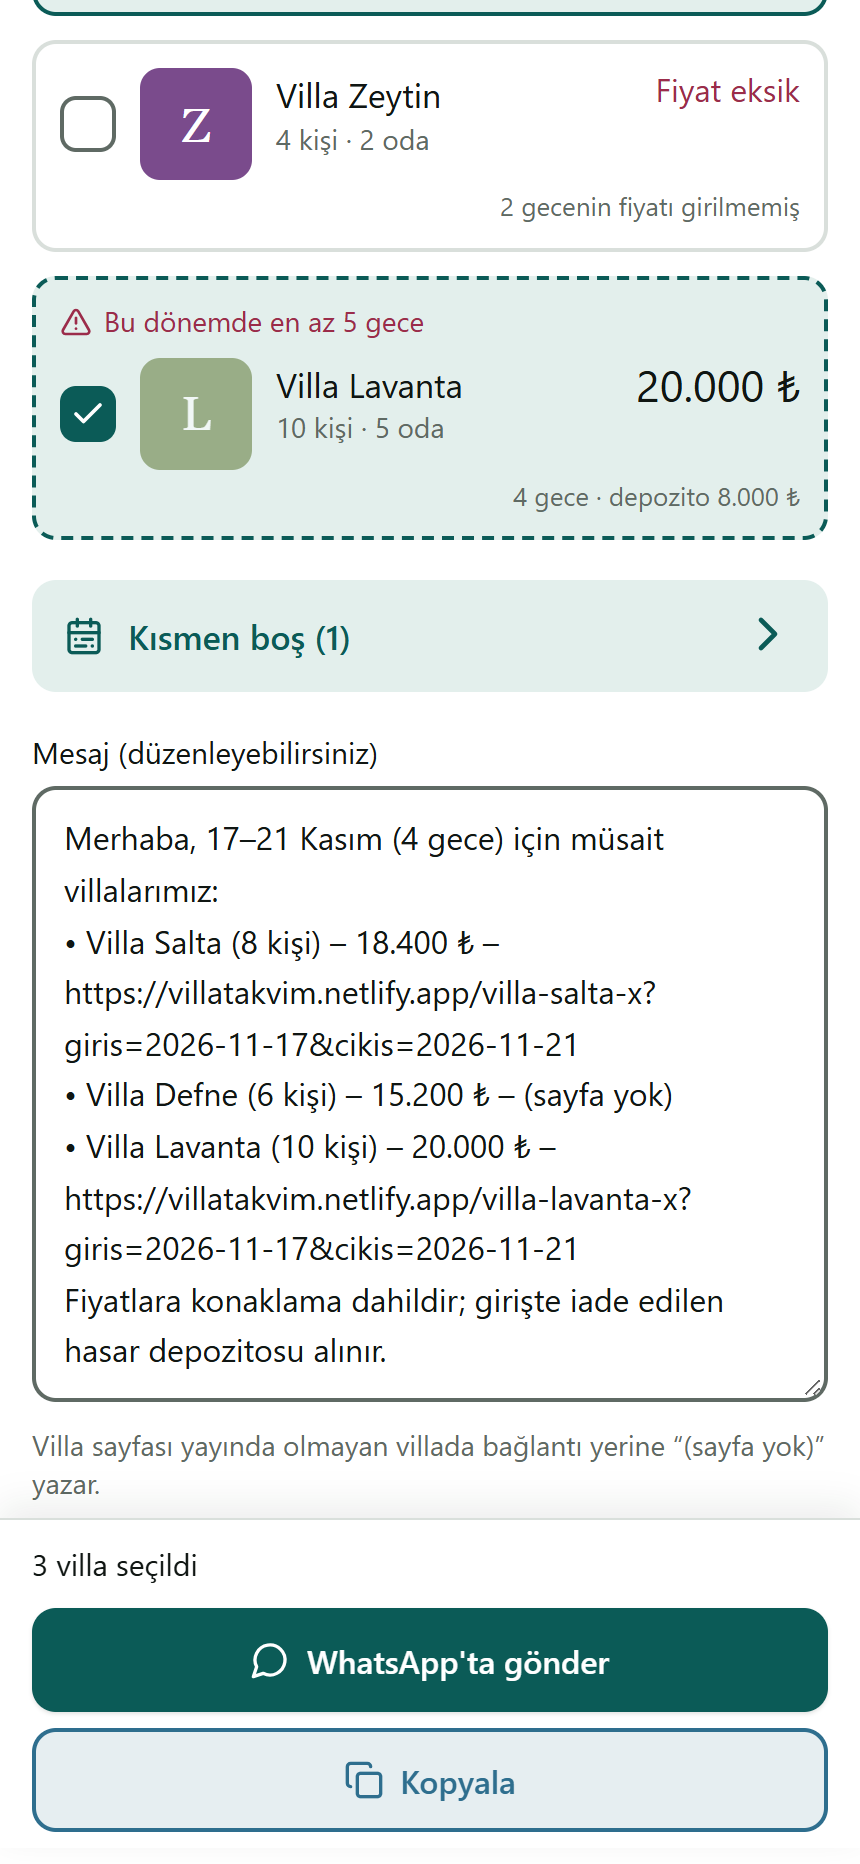 Z
Villa Zeytin
Fiyat eksik
4 kişi · 2 oda
2 gecenin fiyatı girilmemiş
Bu dönemde en az 5 gece
L
Villa Lavanta
20.000 ₺
10 kişi · 5 oda
4 gece · depozito 8.000 ₺
Kısmen boş (1)
Mesaj (düzenleyebilirsiniz)
Merhaba, 17–21 Kasım (4 gece) için müsait
villalarımız:
• Villa Salta (8 kişi) – 18.400 ₺ –
https://villatakvim.netlify.app/villa-salta-x?
giris=2026-11-17&cikis=2026-11-21
• Villa Defne (6 kişi) – 15.200 ₺ – (sayfa yok)
• Villa Lavanta (10 kişi) – 20.000 ₺ –
https://villatakvim.netlify.app/villa-lavanta-x?
giris=2026-11-17&cikis=2026-11-21
Fiyatlara konaklama dahildir; girişte iade edilen
hasar depozitosu alınır.
Villa sayfası yayında olmayan villada bağlantı yerine “(sayfa yok)”
yazar.
3 villa seçildi
WhatsApp'ta gönder
Kopyala